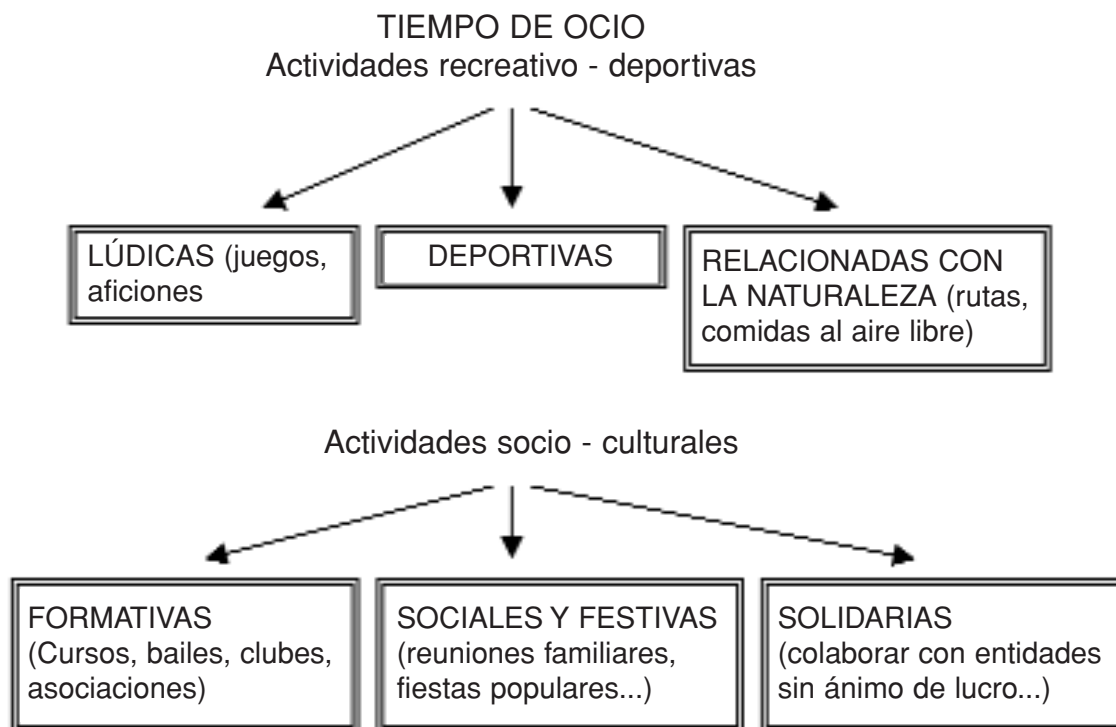 TIEMPO DE OCIO
Actividades recreativo - deportivas
LÚDICAS (juegos,
aficiones
DEPORTIVAS
RELACIONADAS CON
LA NATURALEZA (rutas,
comidas al aire libre)
Actividades socio - culturales
FORMATIVAS
(Cursos, bailes, clubes,
asociaciones)
SOCIALES Y FESTIVAS
(reuniones familiares,
fiestas populares...)
SOLIDARIAS
(colaborar con entidades
sin ánimo de lucro...)